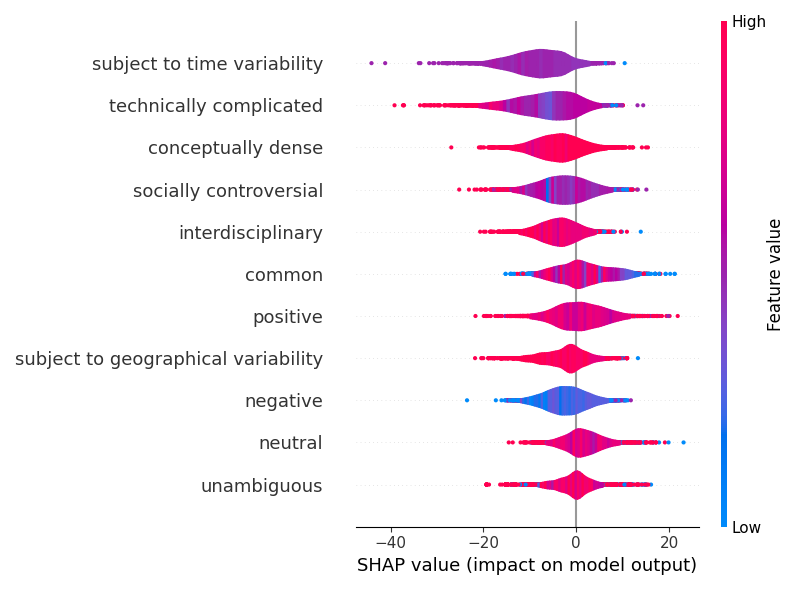 High
subject to time variability
technically complicated
conceptually dense
socially controversial
interdisciplinary
common
positive
subject to geographical variability
negative
neutral
unambiguous
Feature value
Low
−40 −20 0 20
SHAP value (impact on model output)